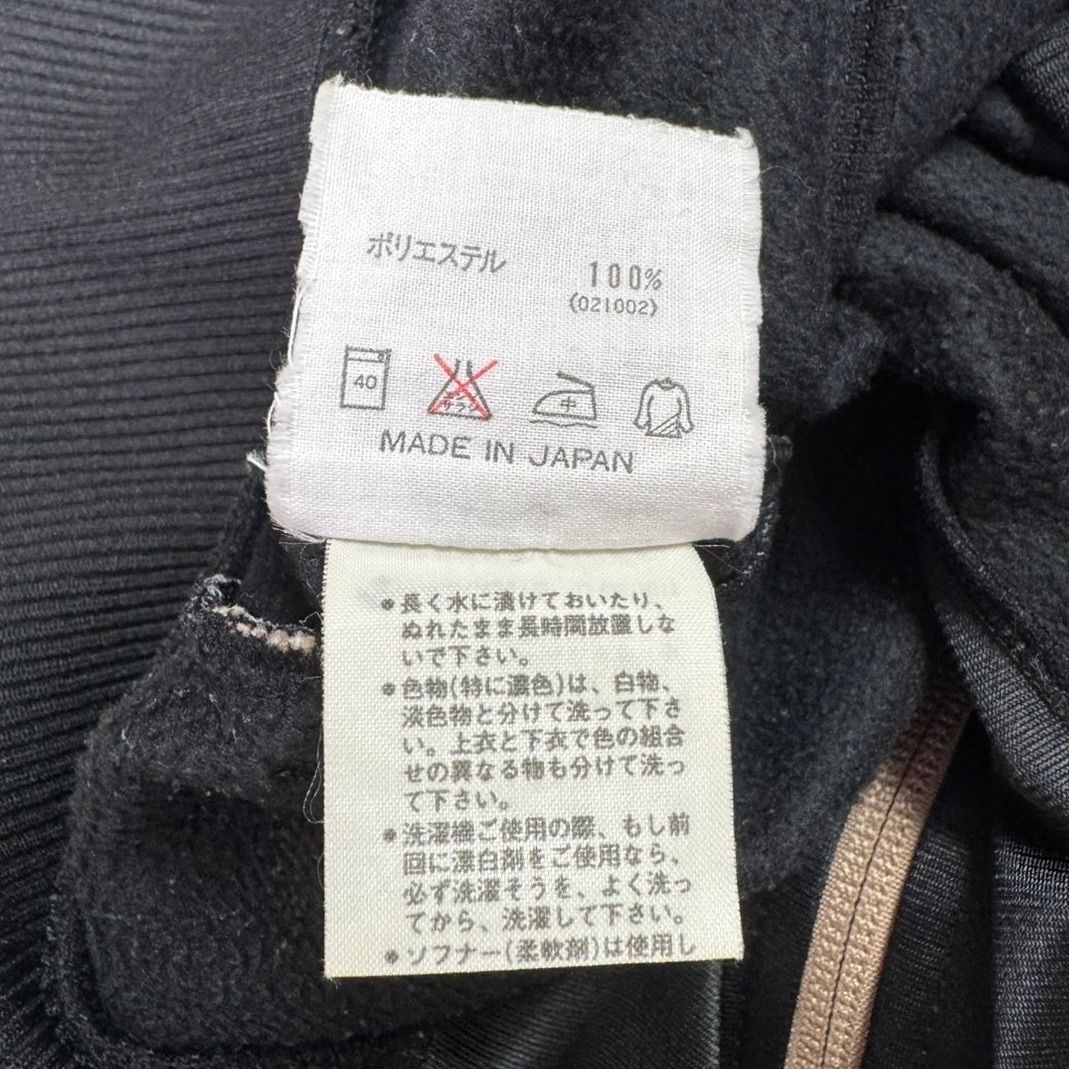 ポリエステル 100%
(021002)
40 エンソ サラシ 中
MADE IN JAPAN
●長く水に漬けておいたり、
ぬれたまま長時間放置しな
いで下さい。
●色物(特に濃色)は、白物、
淡色物と分けて洗って下さ
い。上衣と下衣で色の組合
せの異なる物も分けて洗っ
て下さい。
●洗濯機ご使用の際、もし前
回に漂白剤をご使用なら、
必ず洗濯そうを、よく洗っ
てから、洗濯して下さい。
●ソフナー(柔軟剤)は使用し